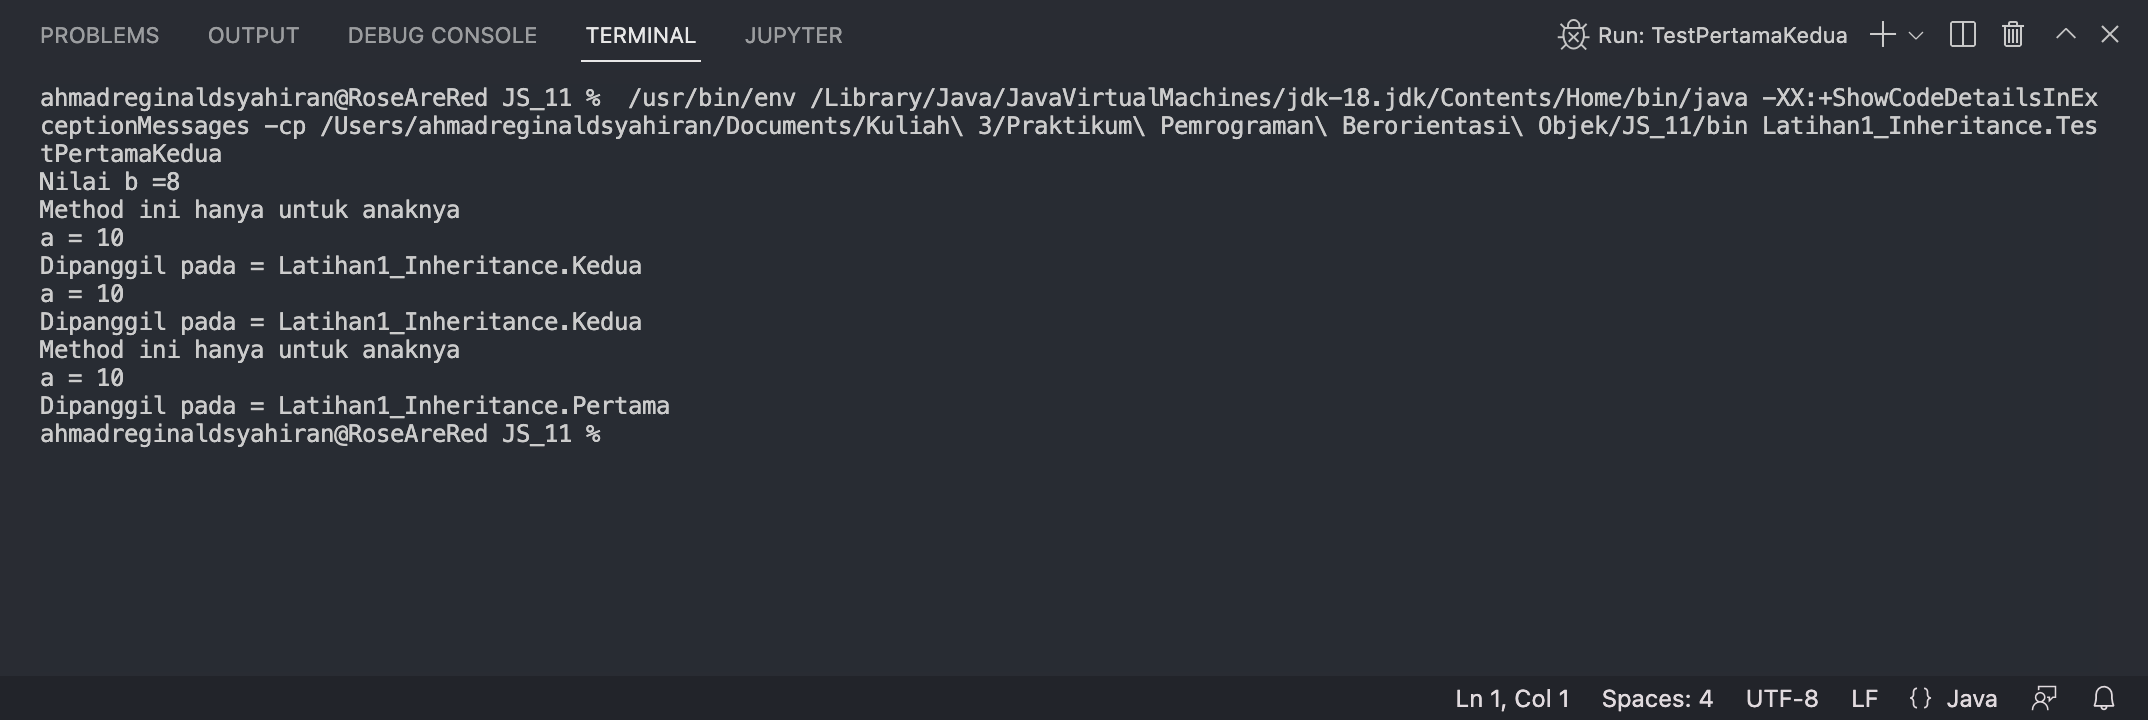 PROBLEMS OUTPUT DEBUG CONSOLE TERMINAL JUPYTER Run: TestPertamaKedua
ahmadreginaldsyahiran@RoseAreRed JS_11 %  /usr/bin/env /Library/Java/JavaVirtualMachines/jdk-18.jdk/Contents/Home/bin/java -XX:+ShowCodeDetailsInEx
ceptionMessages -cp /Users/ahmadreginaldsyahiran/Documents/Kuliah\ 3/Praktikum\ Pemrograman\ Berorientasi\ Objek/JS_11/bin Latihan1_Inheritance.Tes
tPertamaKedua
Nilai b =8
Method ini hanya untuk anaknya
a = 10
Dipanggil pada = Latihan1_Inheritance.Kedua
a = 10
Dipanggil pada = Latihan1_Inheritance.Kedua
Method ini hanya untuk anaknya
a = 10
Dipanggil pada = Latihan1_Inheritance.Pertama
ahmadreginaldsyahiran@RoseAreRed JS_11 %
Ln 1, Col 1 Spaces: 4 UTF-8 LF {} Java